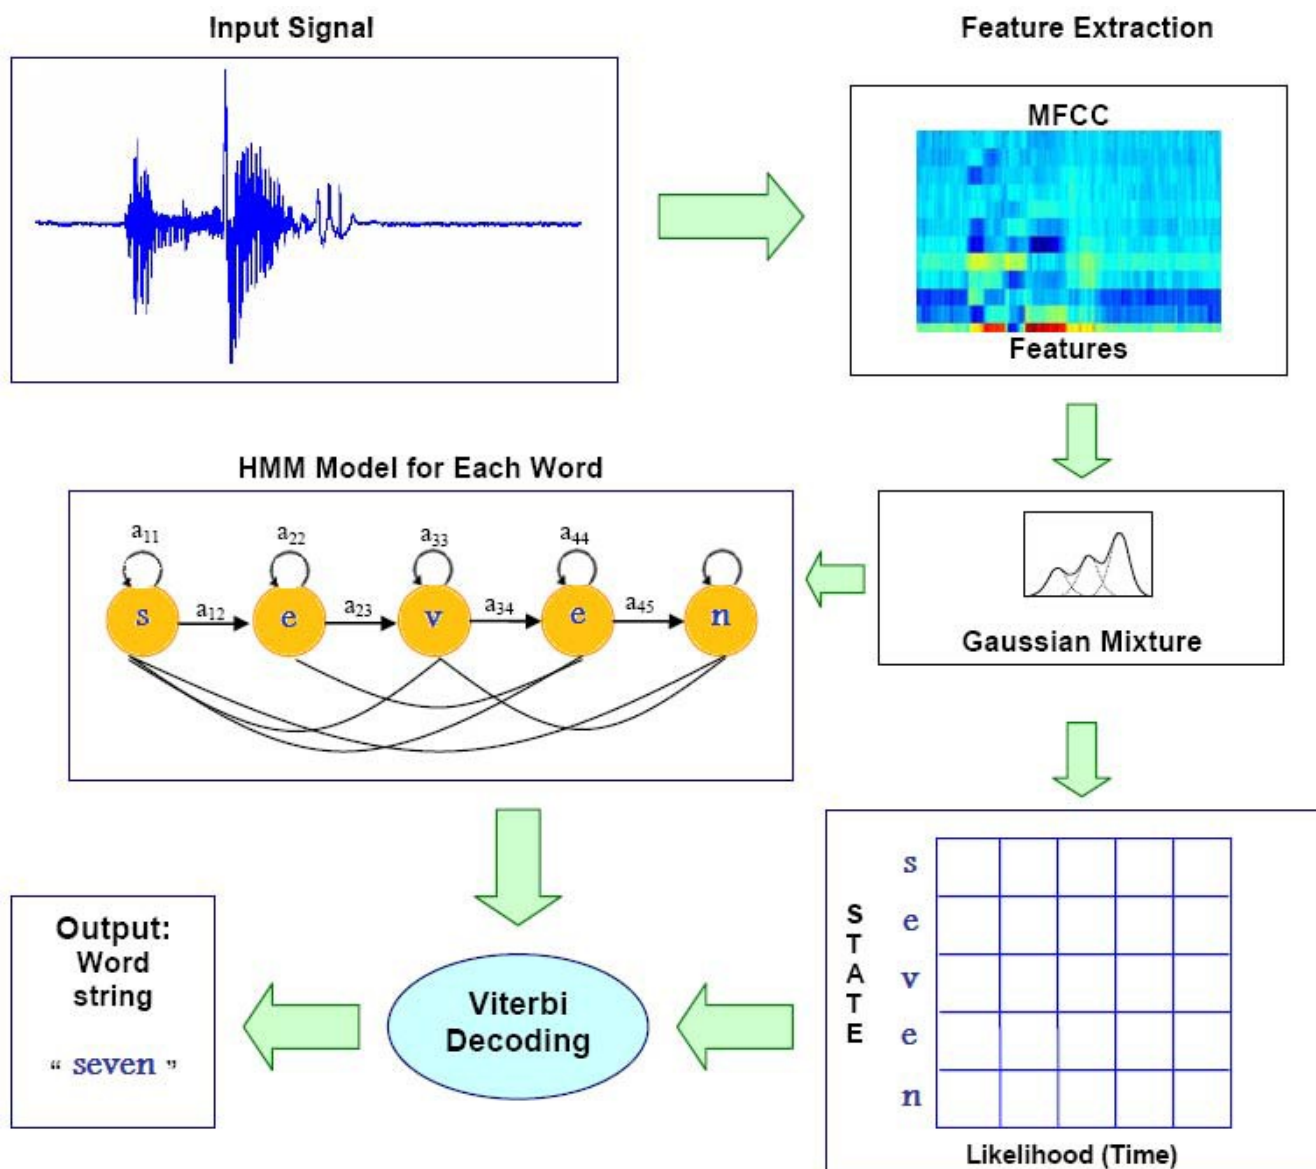 Input Signal
Feature Extraction
MFCC
Features
HMM Model for Each Word
a11 a22 a33 a44
s a12 e a23 v a34 e a45 n
Gaussian Mixture
Output:
Word
string
“ seven ”
Viterbi
Decoding
STATE
s
e
v
e
n
Likelihood (Time)